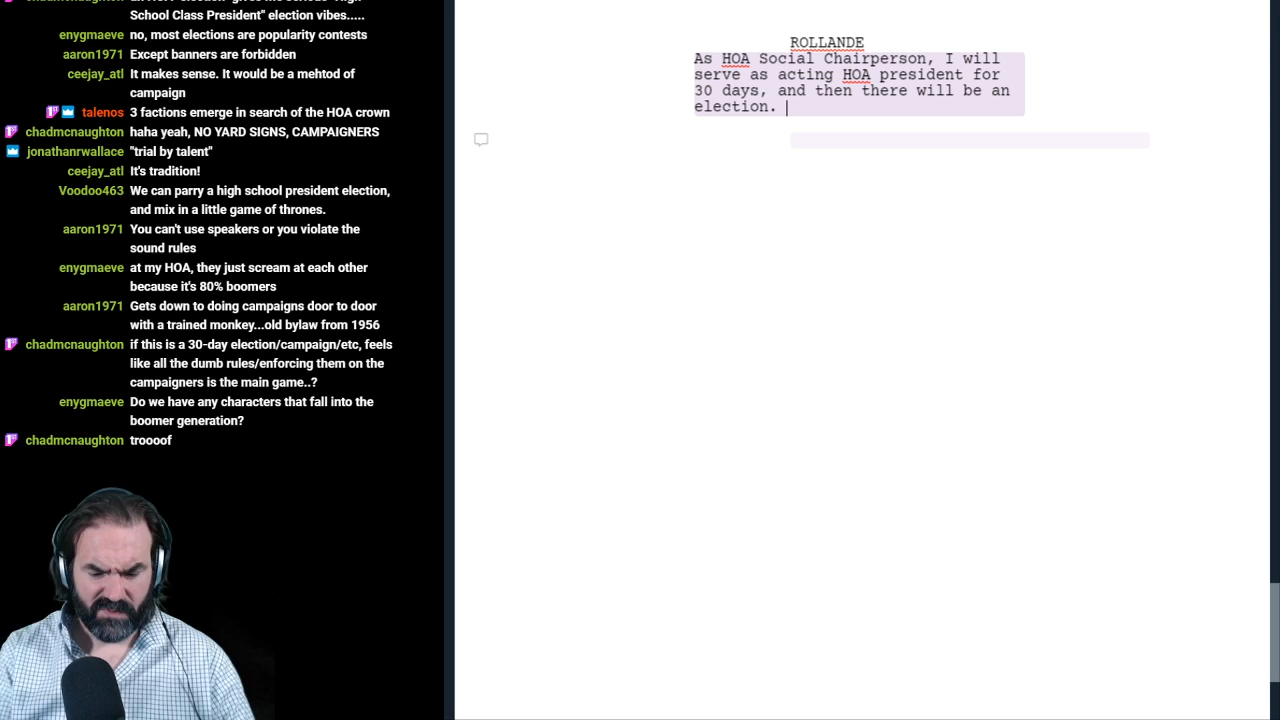 School Class President" election vibes.....
enygmaeve no, most elections are popularity contests
aaron1971 Except banners are forbidden
ceejay_atl It makes sense. It would be a mehtod of
campaign
talenos 3 factions emerge in search of the HOA crown
chadmcnaughton haha yeah, NO YARD SIGNS, CAMPAIGNERS
jonathanrwallace "trial by talent"
ceejay_atl It's tradition!
Voodoo463 We can parry a high school president election,
and mix in a little game of thrones.
aaron1971 You can't use speakers or you violate the
sound rules
enygmaeve at my HOA, they just scream at each other
because it's 80% boomers
aaron1971 Gets down to doing campaigns door to door
with a trained monkey...old bylaw from 1956
chadmcnaughton if this is a 30-day election/campaign/etc, feels
like all the dumb rules/enforcing them on the
campaigners is the main game..?
enygmaeve Do we have any characters that fall into the
boomer generation?
chadmcnaughton troooof
ROLLANDE
As HOA Social Chairperson, I will
serve as acting HOA president for
30 days, and then there will be an
election.